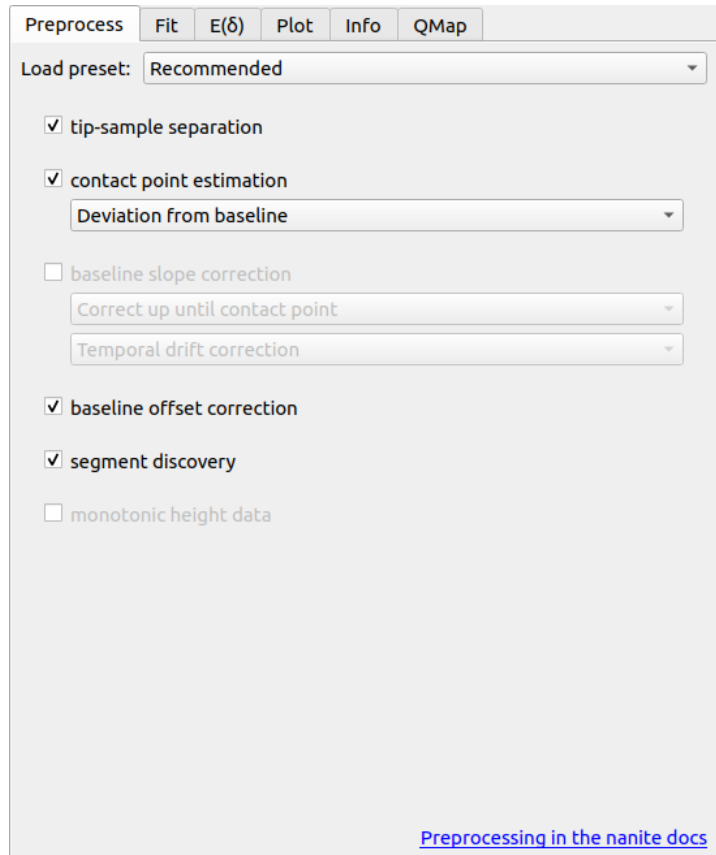 Preprocess Fit E(δ) Plot Info QMap
Load preset: Recommended
tip-sample separation
contact point estimation
Deviation from baseline
baseline slope correction
Correct up until contact point
Temporal drift correction
baseline offset correction
segment discovery
monotonic height data
Preprocessing in the nanite docs